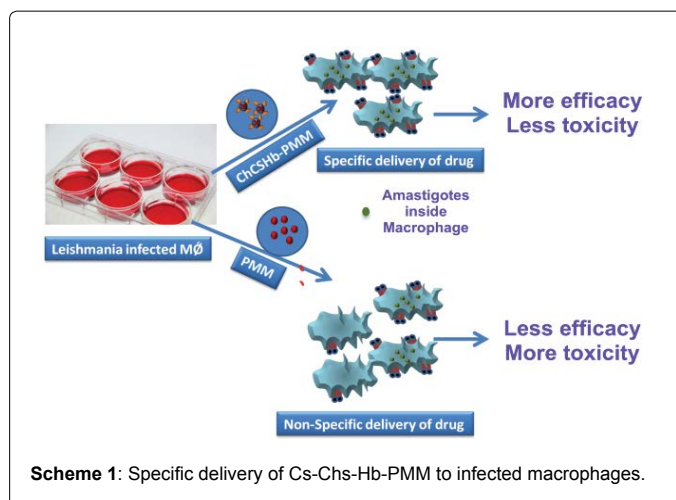 ChCSHb-PMM
More efficacy
Less toxicity
Specific delivery of drug
Amastigotes
inside
Macrophage
Leishmania infected MØ
PMM
Less efficacy
More toxicity
Non-Specific delivery of drug
Scheme 1: Specific delivery of Cs-Chs-Hb-PMM to infected macrophages.